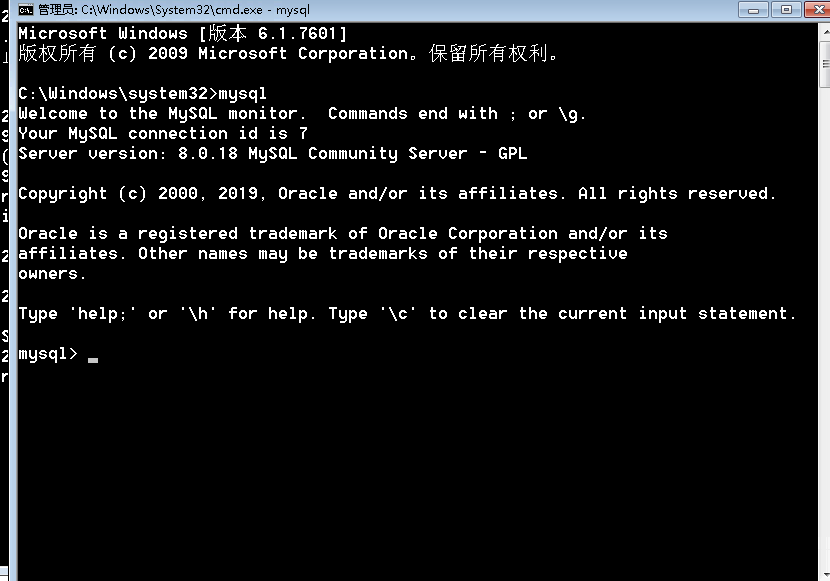 管理员: C:\Windows\System32\cmd.exe - mysql
Microsoft Windows [版本 6.1.7601]
版权所有 (c) 2009 Microsoft Corporation。保留所有权利。
C:\Windows\system32>mysql
Welcome to the MySQL monitor.  Commands end with ; or \g.
Your MySQL connection id is 7
Server version: 8.0.18 MySQL Community Server - GPL
Copyright (c) 2000, 2019, Oracle and/or its affiliates. All rights reserved.
Oracle is a registered trademark of Oracle Corporation and/or its
affiliates. Other names may be trademarks of their respective
owners.
Type 'help;' or '\h' for help. Type '\c' to clear the current input statement.
mysql> _